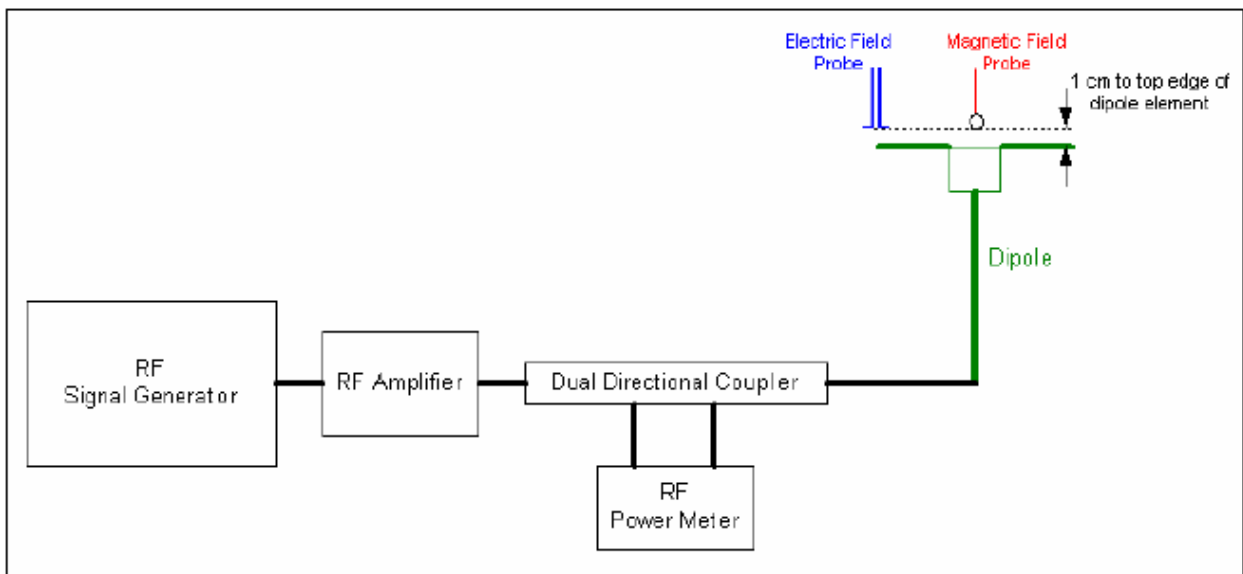 Electric Field
Probe
Magnetic Field
Probe
1 cm to top edge of
dipole element
Dipole
RF
Signal Generator
RF Amplifier
Dual Directional Coupler
RF
Power Meter